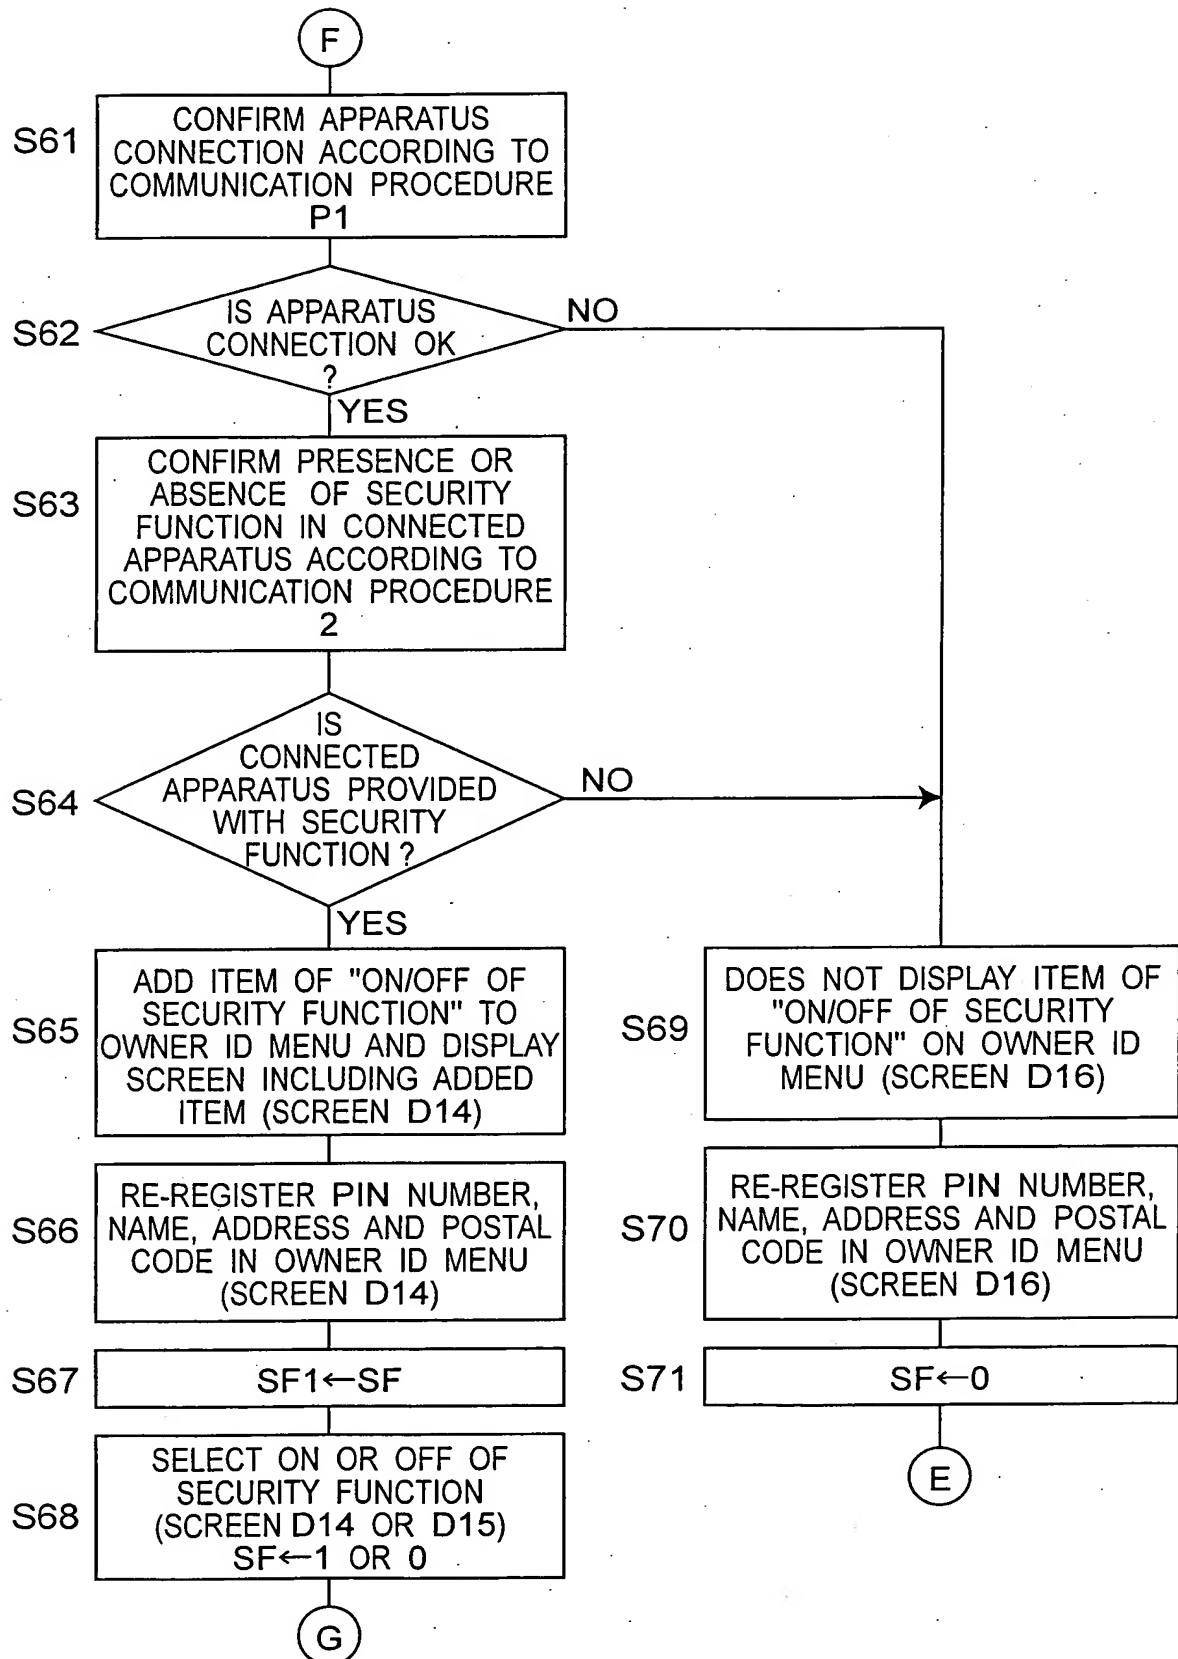 F
S61
CONFIRM APPARATUS
CONNECTION ACCORDING TO
COMMUNICATION PROCEDURE
P1
S62
IS APPARATUS
CONNECTION OK
?
NO
YES
S63
CONFIRM PRESENCE OR
ABSENCE OF SECURITY
FUNCTION IN CONNECTED
APPARATUS ACCORDING TO
COMMUNICATION PROCEDURE
2
S64
IS
CONNECTED
APPARATUS PROVIDED
WITH SECURITY
FUNCTION ?
NO
YES
S65
ADD ITEM OF "ON/OFF OF
SECURITY FUNCTION" TO
OWNER ID MENU AND DISPLAY
SCREEN INCLUDING ADDED
ITEM (SCREEN D14)
S66
RE-REGISTER PIN NUMBER,
NAME, ADDRESS AND POSTAL
CODE IN OWNER ID MENU
(SCREEN D14)
S67
SF1←SF
S68
SELECT ON OR OFF OF
SECURITY FUNCTION
(SCREEN D14 OR D15)
SF←1 OR 0
G
S69
DOES NOT DISPLAY ITEM OF
"ON/OFF OF SECURITY
FUNCTION" ON OWNER ID
MENU (SCREEN D16)
S70
RE-REGISTER PIN NUMBER,
NAME, ADDRESS AND POSTAL
CODE IN OWNER ID MENU
(SCREEN D16)
S71
SF←0
E